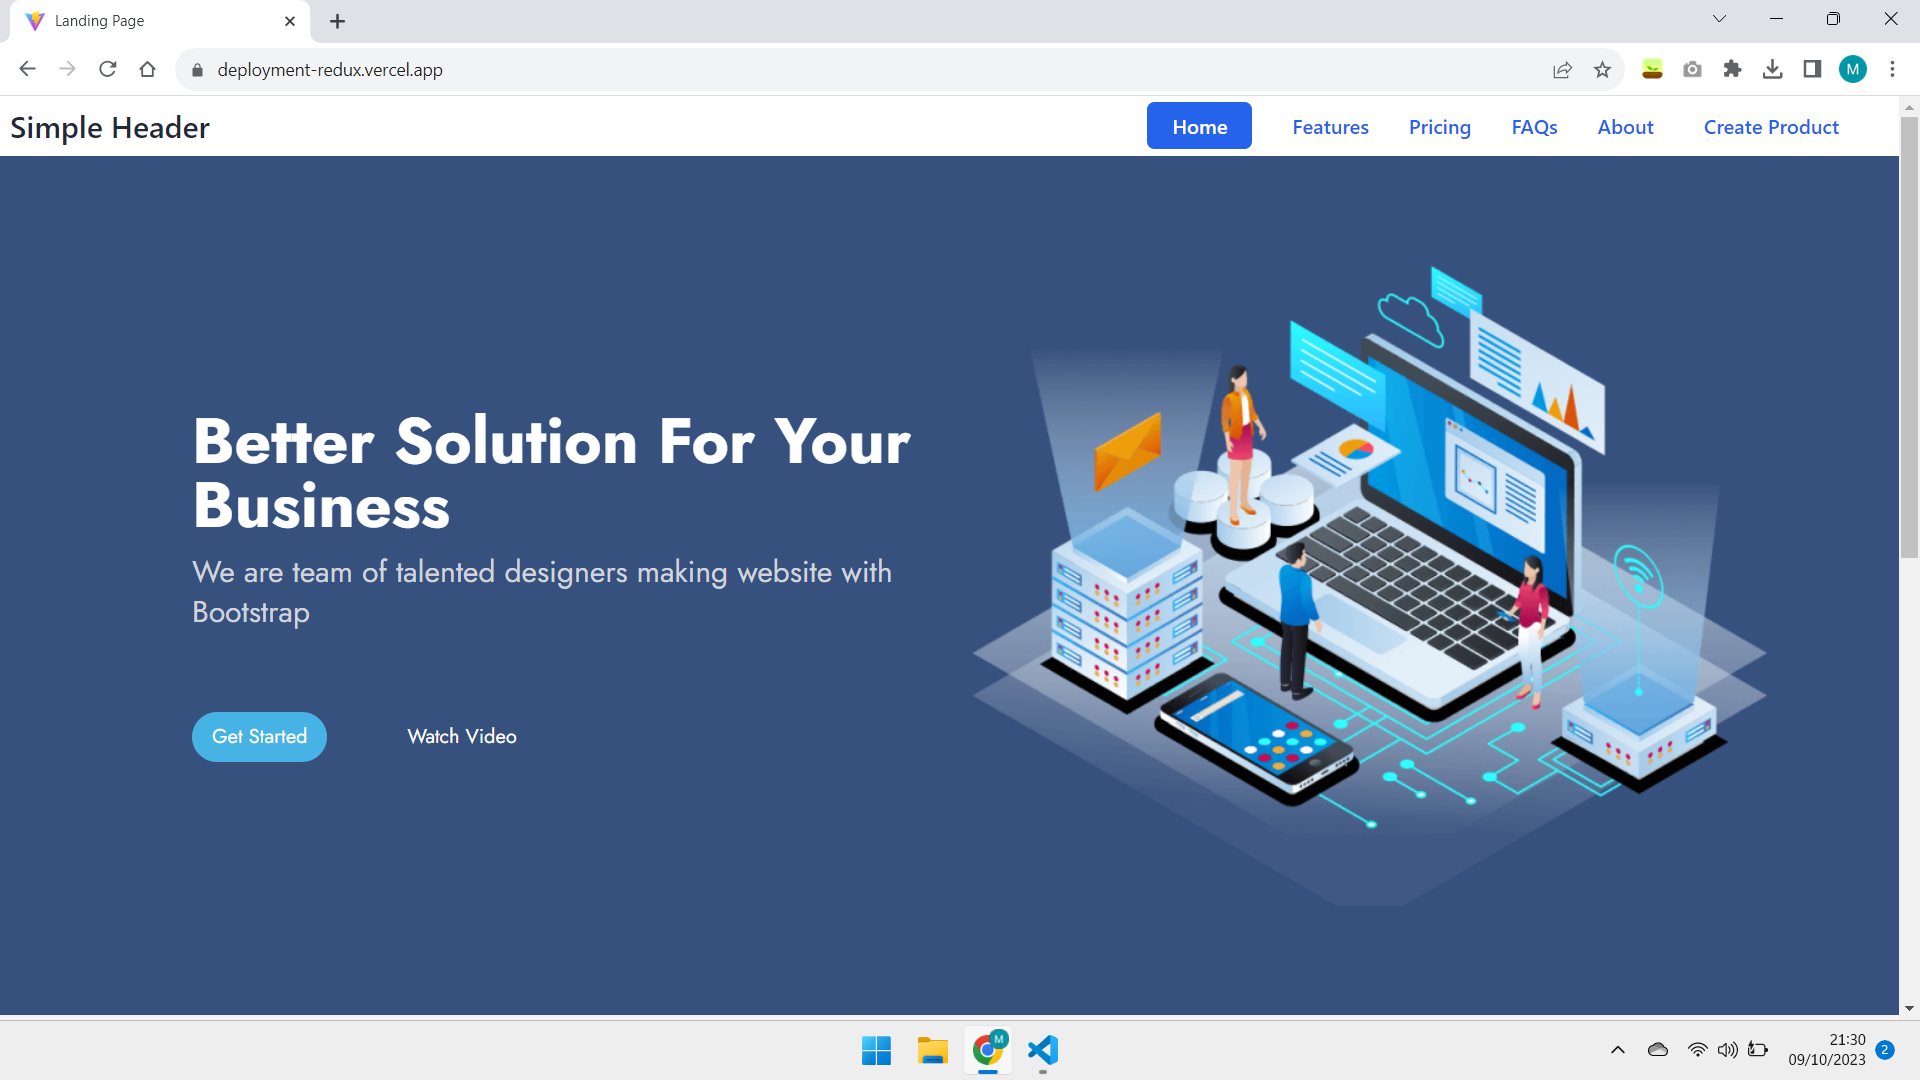 Landing Page
deployment-redux.vercel.app
M
Simple Header
Home
Features
Pricing
FAQs
About
Create Product
Better Solution For Your
Business
We are team of talented designers making website with
Bootstrap
Get Started
Watch Video
M
21:30
09/10/2023
2